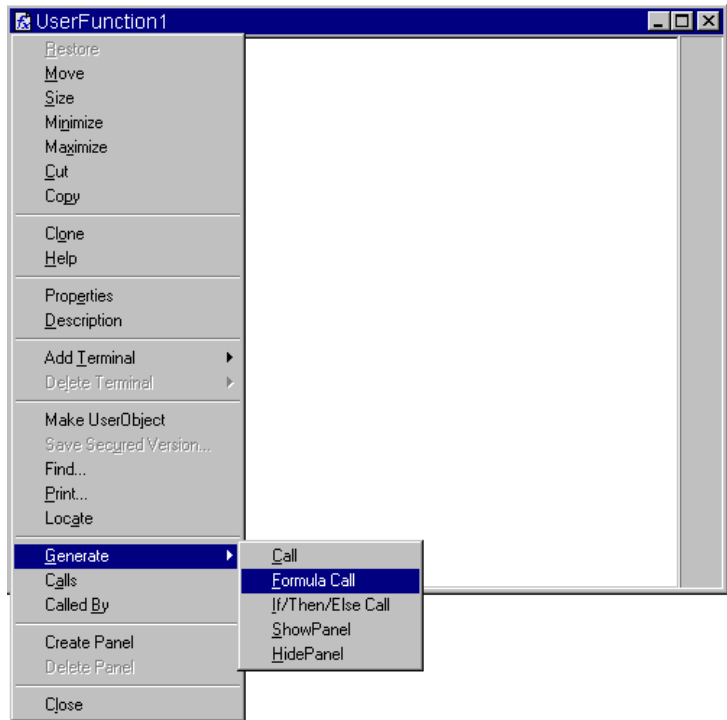 UserFunction1
Restore
Move
Size
Minimize
Maximize
Cut
Copy
Clone
Help
Properties
Description
Add Terminal
Delete Terminal
Make UserObject
Save Secured Version...
Find...
Print...
Locate
Generate
Calls
Called By
Create Panel
Delete Panel
Close
Call
Formula Call
If/Then/Else Call
ShowPanel
HidePanel